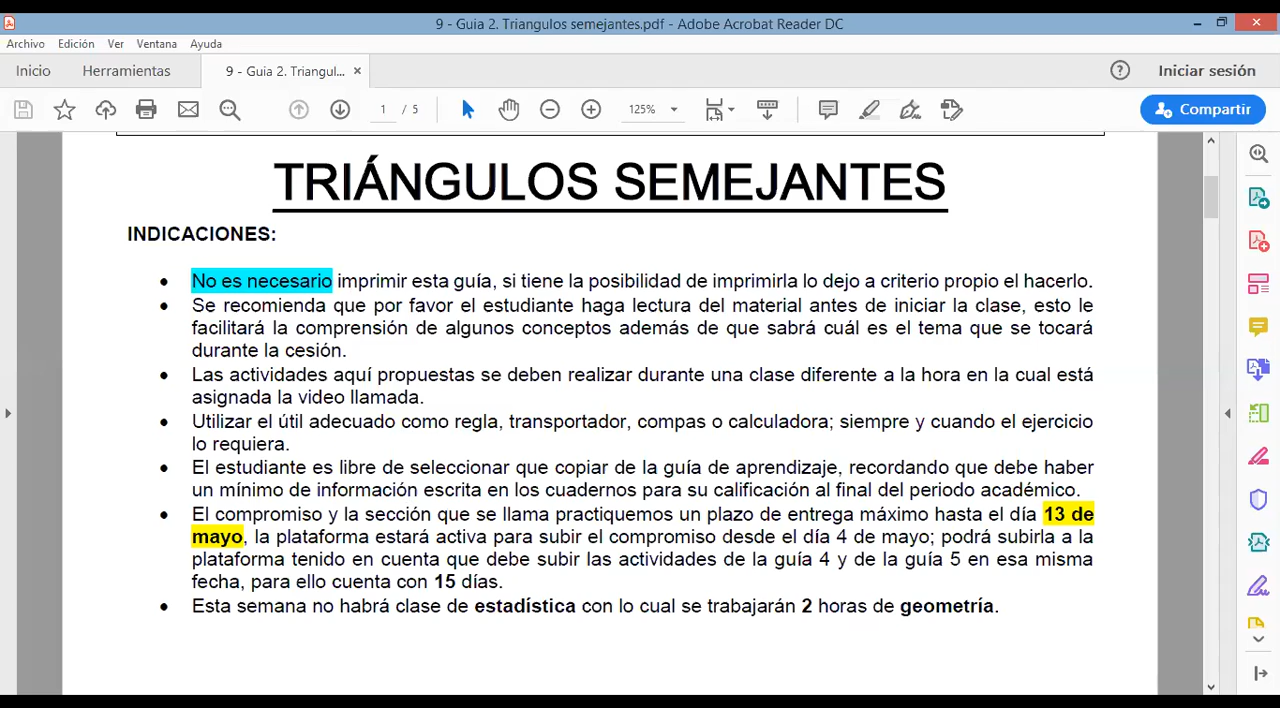 9 - Guia 2. Triangulos semejantes.pdf - Adobe Acrobat Reader DC
Archivo Edición Ver Ventana Ayuda
Inicio Herramientas 9 - Guia 2. Triangul... × Iniciar sesión
1 / 5 125% Compartir
TRIÁNGULOS SEMEJANTES
INDICACIONES:
• No es necesario imprimir esta guía, si tiene la posibilidad de imprimirla lo dejo a criterio propio el hacerlo.
• Se recomienda que por favor el estudiante haga lectura del material antes de iniciar la clase, esto le
facilitará la comprensión de algunos conceptos además de que sabrá cuál es el tema que se tocará
durante la cesión.
• Las actividades aquí propuestas se deben realizar durante una clase diferente a la hora en la cual está
asignada la video llamada.
• Utilizar el útil adecuado como regla, transportador, compas o calculadora; siempre y cuando el ejercicio
lo requiera.
• El estudiante es libre de seleccionar que copiar de la guía de aprendizaje, recordando que debe haber
un mínimo de información escrita en los cuadernos para su calificación al final del periodo académico.
• El compromiso y la sección que se llama practiquemos un plazo de entrega máximo hasta el día 13 de
mayo, la plataforma estará activa para subir el compromiso desde el día 4 de mayo; podrá subirla a la
plataforma tenido en cuenta que debe subir las actividades de la guía 4 y de la guía 5 en esa misma
fecha, para ello cuenta con 15 días.
• Esta semana no habrá clase de estadística con lo cual se trabajarán 2 horas de geometría.